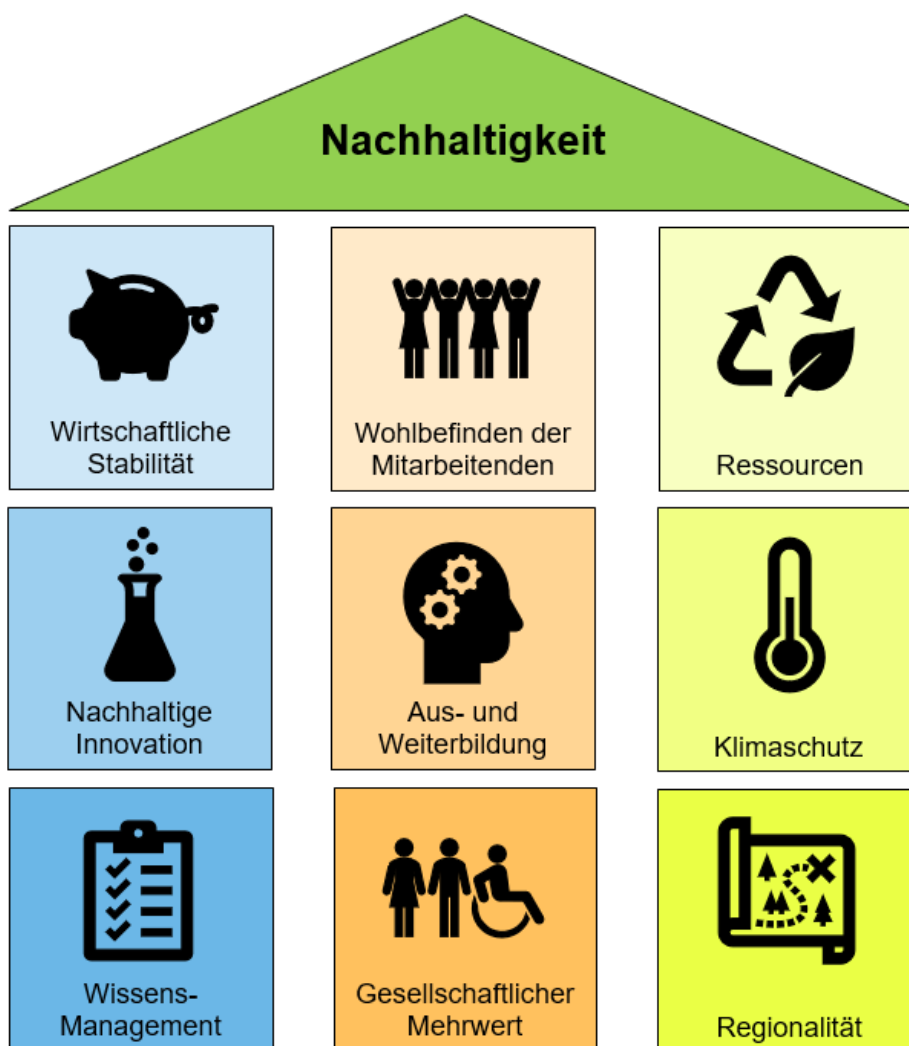 Nachhaltigkeit
Wirtschaftliche
Stabilität
Wohlbefinden der
Mitarbeitenden
Ressourcen
Nachhaltige
Innovation
Aus- und
Weiterbildung
Klimaschutz
Wissens-
Management
Gesellschaftlicher
Mehrwert
Regionalität